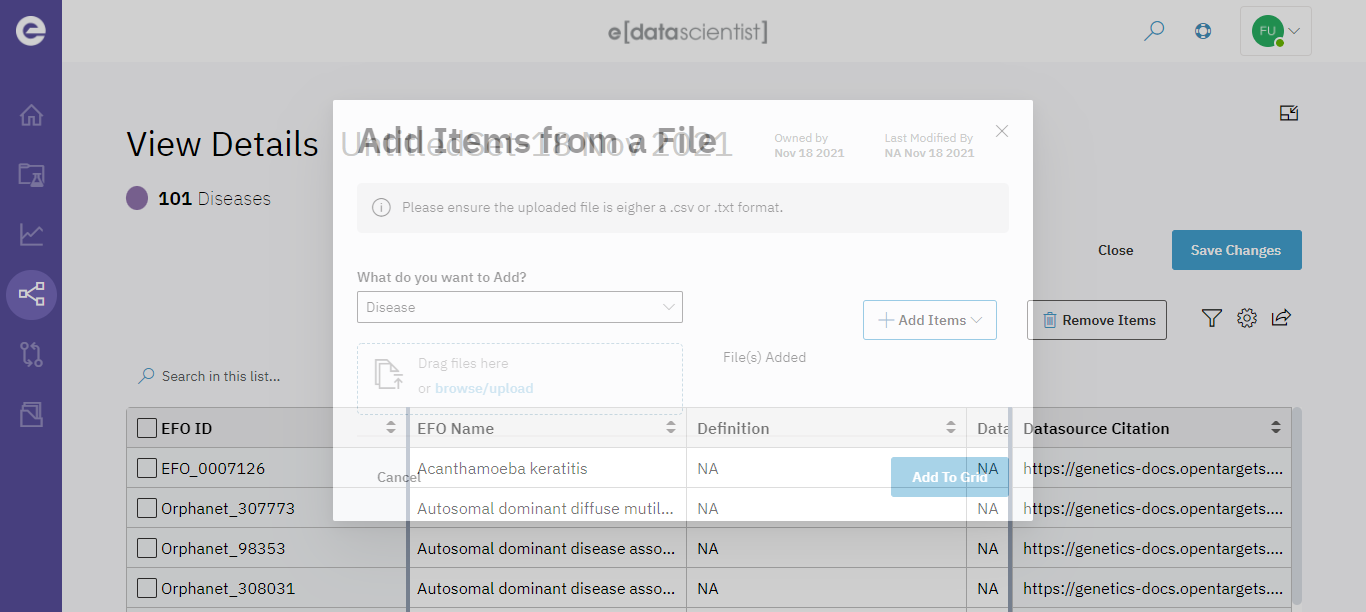 e[datascientist]
FU
View Details
UntitledSet-18 Nov 2021
Add Items from a File
Owned by
Nov 18 2021
Last Modified By
NA Nov 18 2021
101 Diseases
Please ensure the uploaded file is eigher a .csv or .txt format.
Close
Save Changes
What do you want to Add?
Disease
Add Items
Remove Items
Drag files here
or browse/upload
File(s) Added
Search in this list...
EFO ID
EFO Name
Definition
Data
Datasource Citation
EFO_0007126
Acanthamoeba keratitis
NA
NA
https://genetics-docs.opentargets....
Cancel
Add To Grid
Orphanet_307773
Autosomal dominant diffuse mutil...
NA
NA
https://genetics-docs.opentargets....
Orphanet_98353
Autosomal dominant disease asso...
NA
NA
https://genetics-docs.opentargets....
Orphanet_308031
Autosomal dominant disease asso...
NA
NA
https://genetics-docs.opentargets....